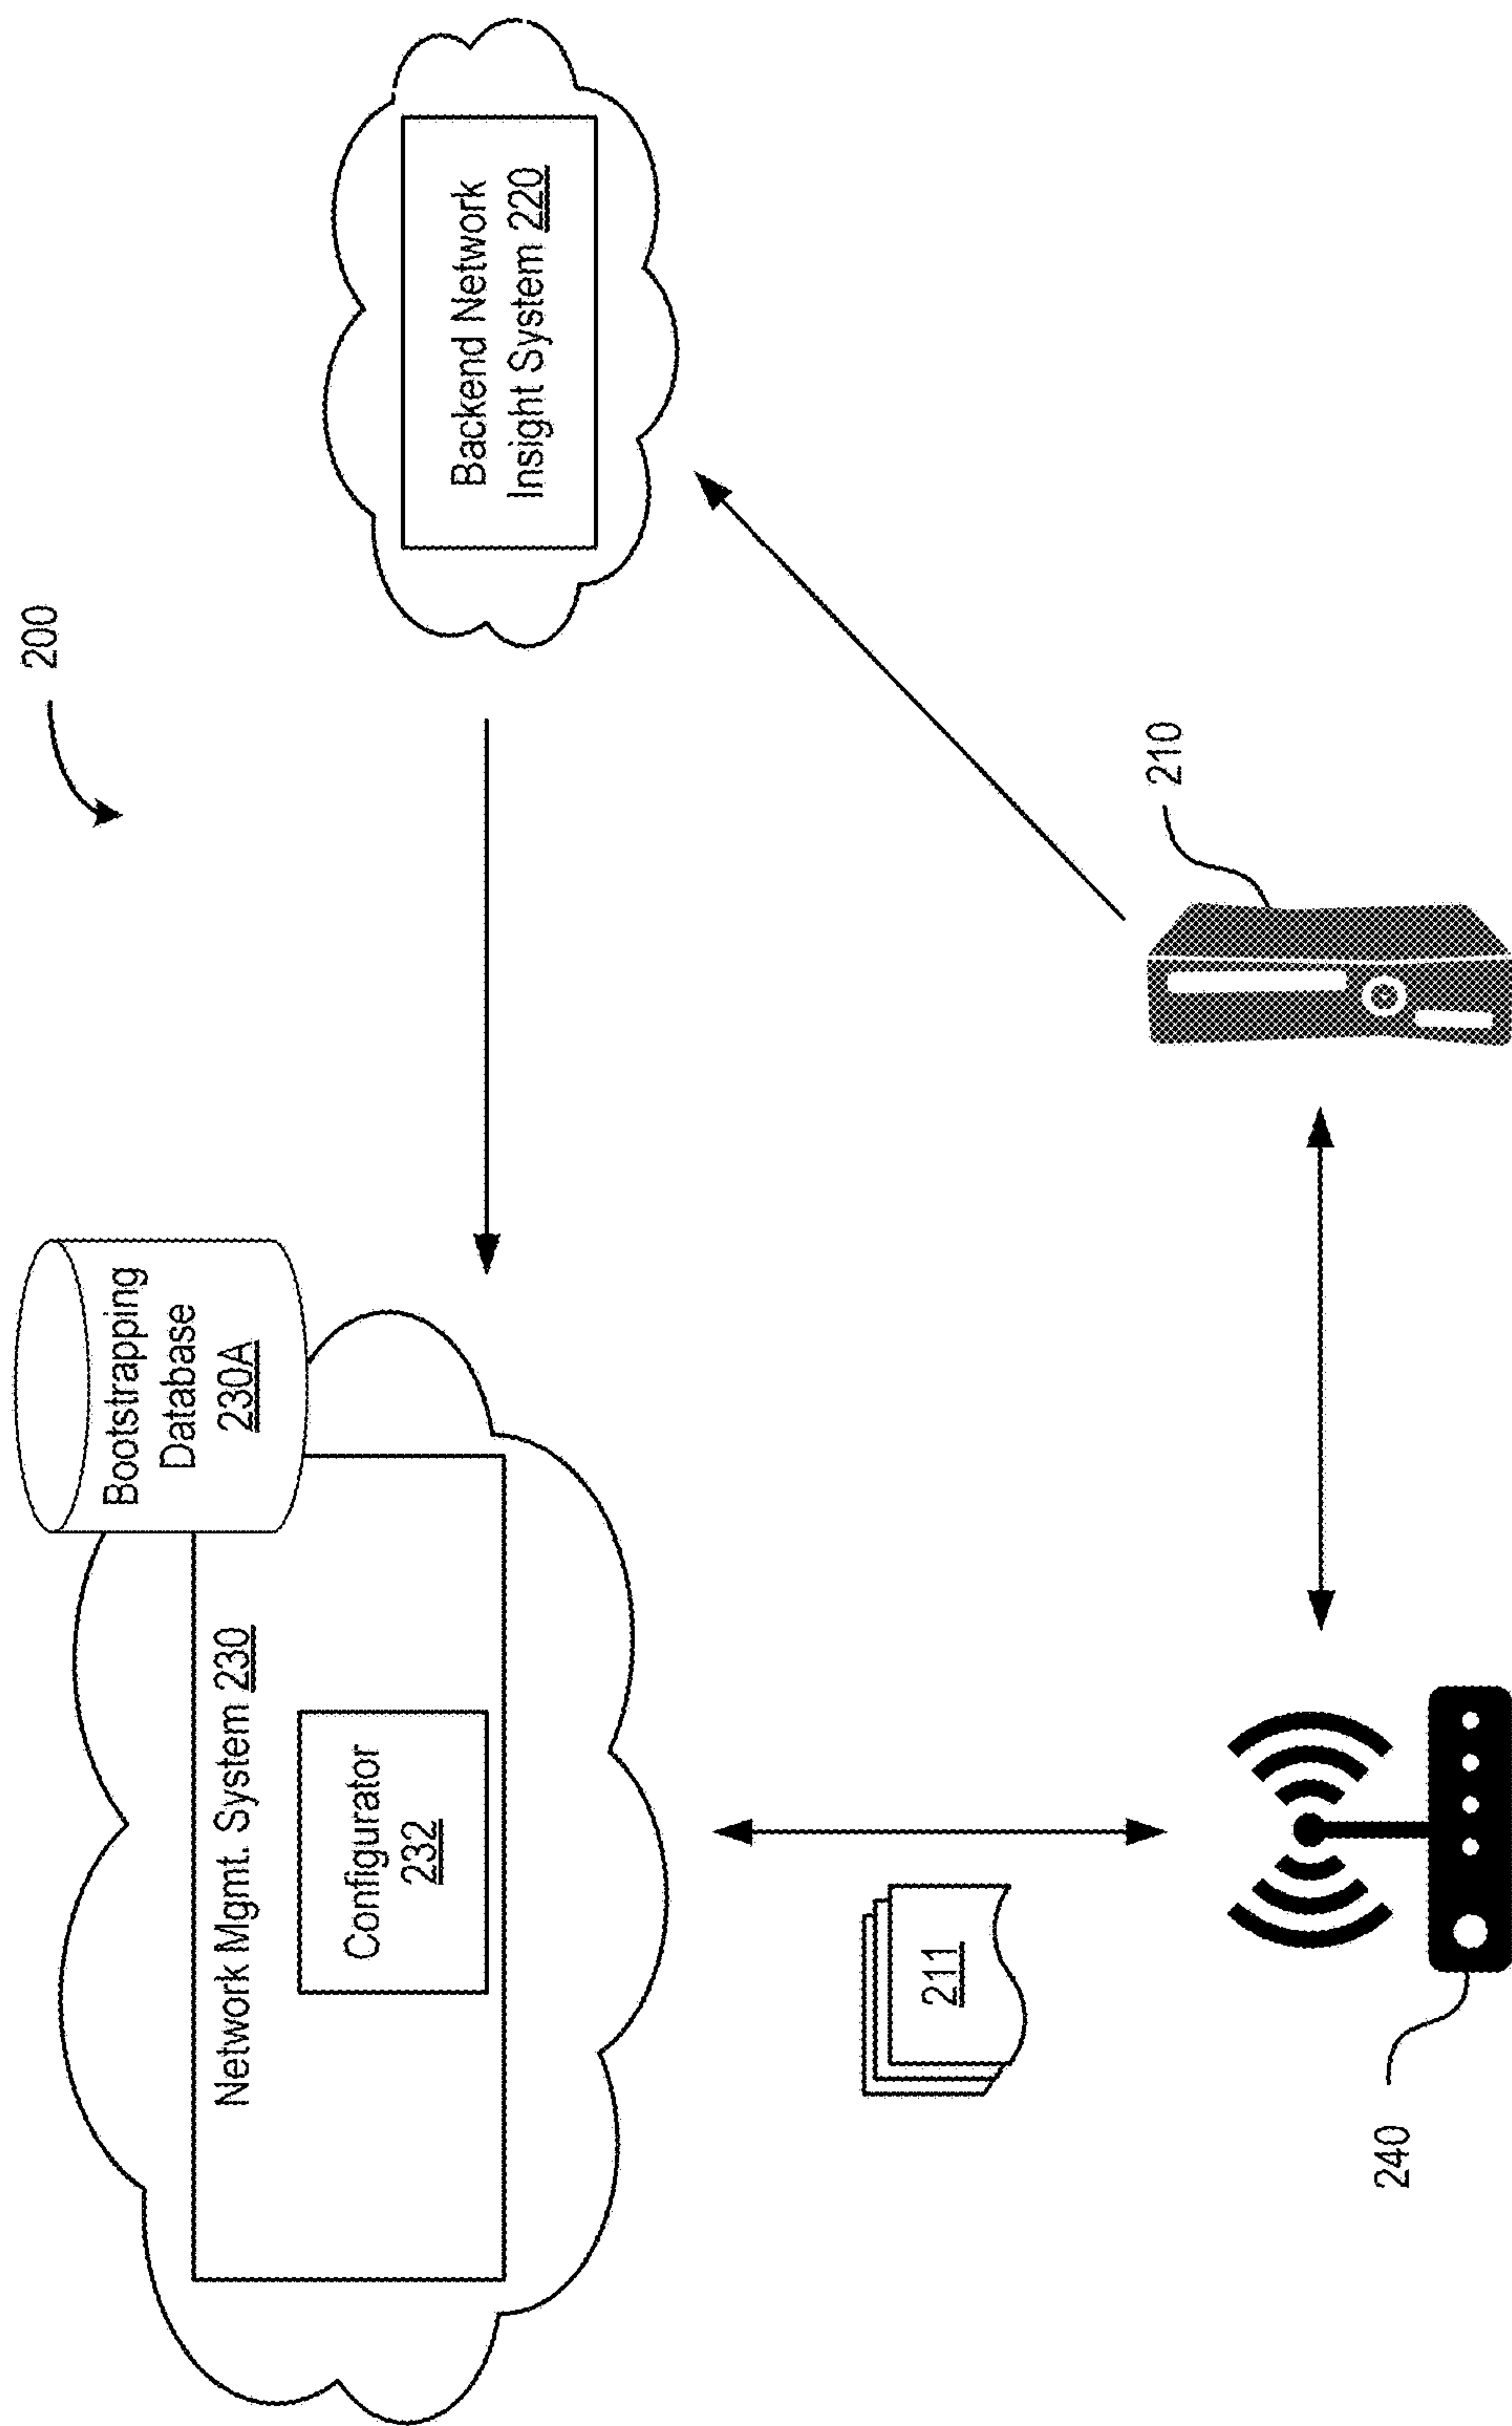 200
Bootstrapping
Database
230A
Network Mgmt. System 230
Configurator
232
Backend Network
Insight System 220
211
210
240